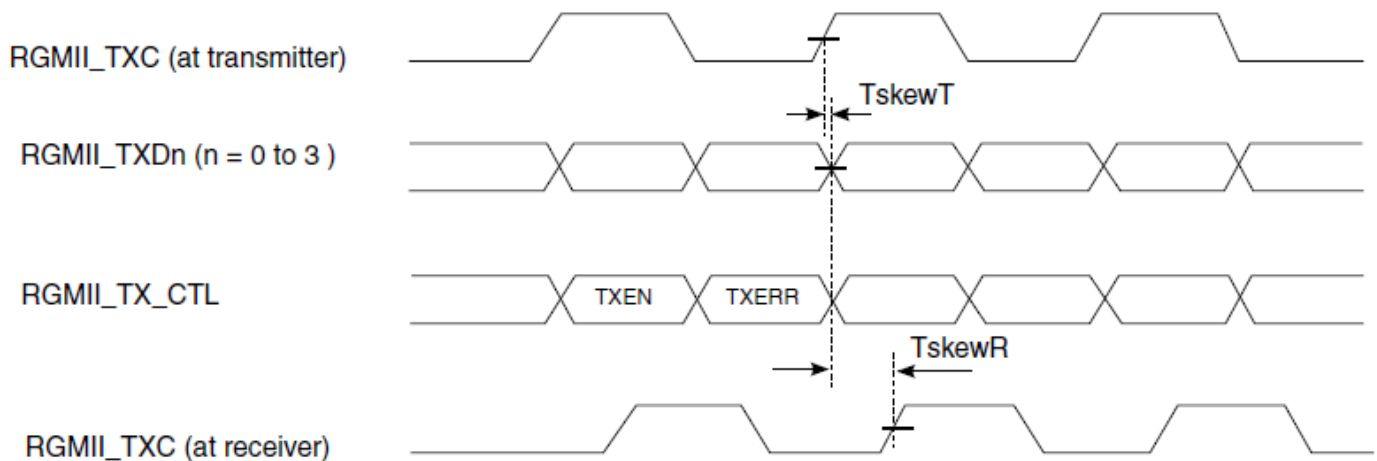 RGMII_TXC (at transmitter)
TskewT
RGMII_TXDn (n = 0 to 3 )
RGMII_TX_CTL
TXEN
TXERR
TskewR
RGMII_TXC (at receiver)